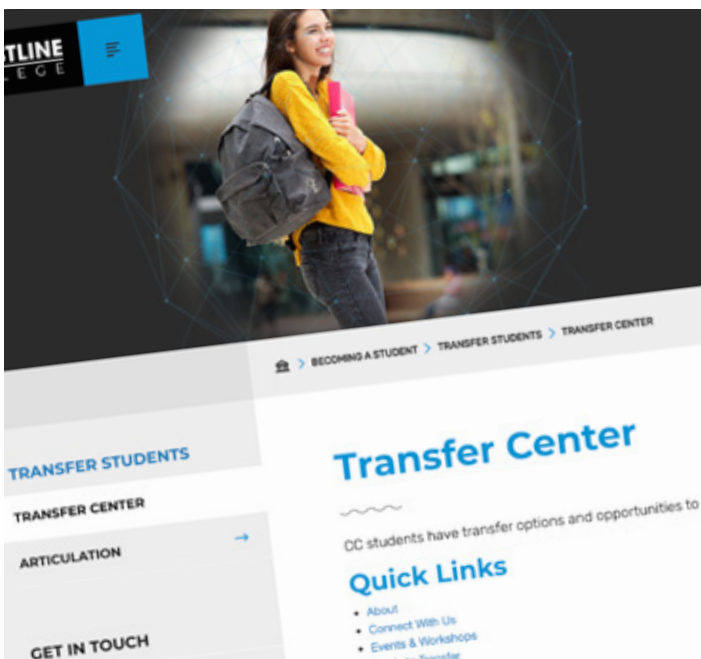 TLINE
LEGE
BECOMING A STUDENT > TRANSFER STUDENTS > TRANSFER CENTER
TRANSFER STUDENTS
TRANSFER CENTER
ARTICULATION →
GET IN TOUCH
Transfer Center
CC students have transfer options and opportunities to
Quick Links
• About
• Connect With Us
• Events & Workshops
Transfer